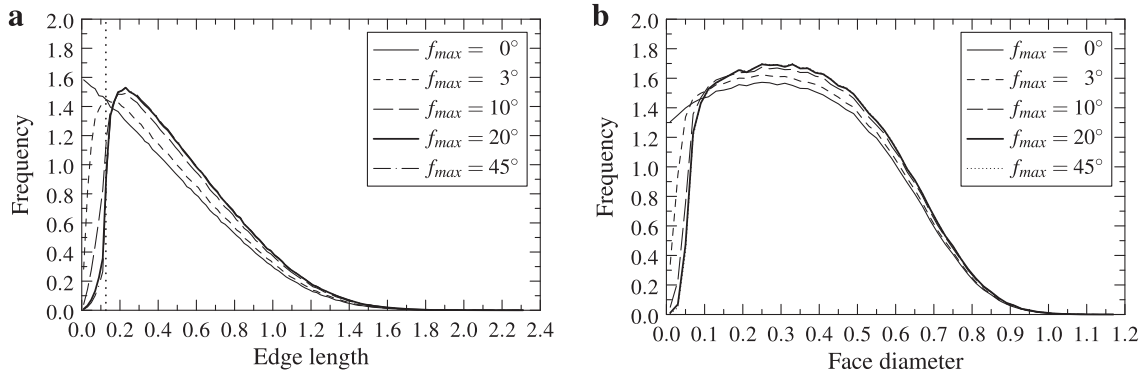 a
2.0
1.8
1.6
1.4
1.2
1.0
0.8
0.6
0.4
0.2
0.0
Frequency
0.0 0.2 0.4 0.6 0.8 1.0 1.2 1.4 1.6 1.8 2.0 2.2 2.4
Edge length
f_max = 0°
f_max = 3°
f_max = 10°
f_max = 20°
f_max = 45°
b
2.0
1.8
1.6
1.4
1.2
1.0
0.8
0.6
0.4
0.2
0.0
Frequency
0.0 0.1 0.2 0.3 0.4 0.5 0.6 0.7 0.8 0.9 1.0 1.1 1.2
Face diameter
f_max = 0°
f_max = 3°
f_max = 10°
f_max = 20°
f_max = 45°